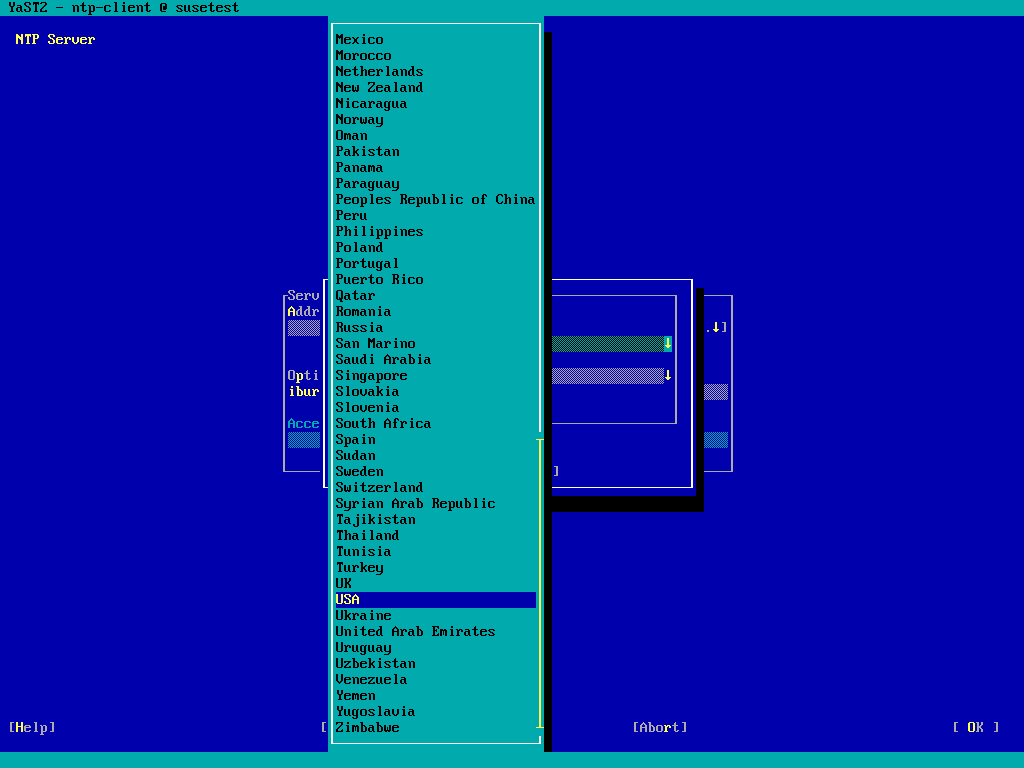 YaST2 - ntp-client @ susetest
NTP Server
Mexico
Morocco
Netherlands
New Zealand
Nicaragua
Norway
Oman
Pakistan
Panama
Paraguay
Peoples Republic of China
Peru
Philippines
Poland
Portugal
Puerto Rico
Serv Qatar
Addr Romania
Russia .↓]
San Marino ↓
Saudi Arabia
Opti Singapore ↓
ibur Slovakia
Slovenia
Acce South Africa
Spain
Sudan
Sweden ]
Switzerland
Syrian Arab Republic
Tajikistan
Thailand
Tunisia
Turkey
UK
USA
Ukraine
United Arab Emirates
Uruguay
Uzbekistan
Venezuela
Yemen
Yugoslavia
[Help] [ Zimbabwe [Abort] [ OK ]